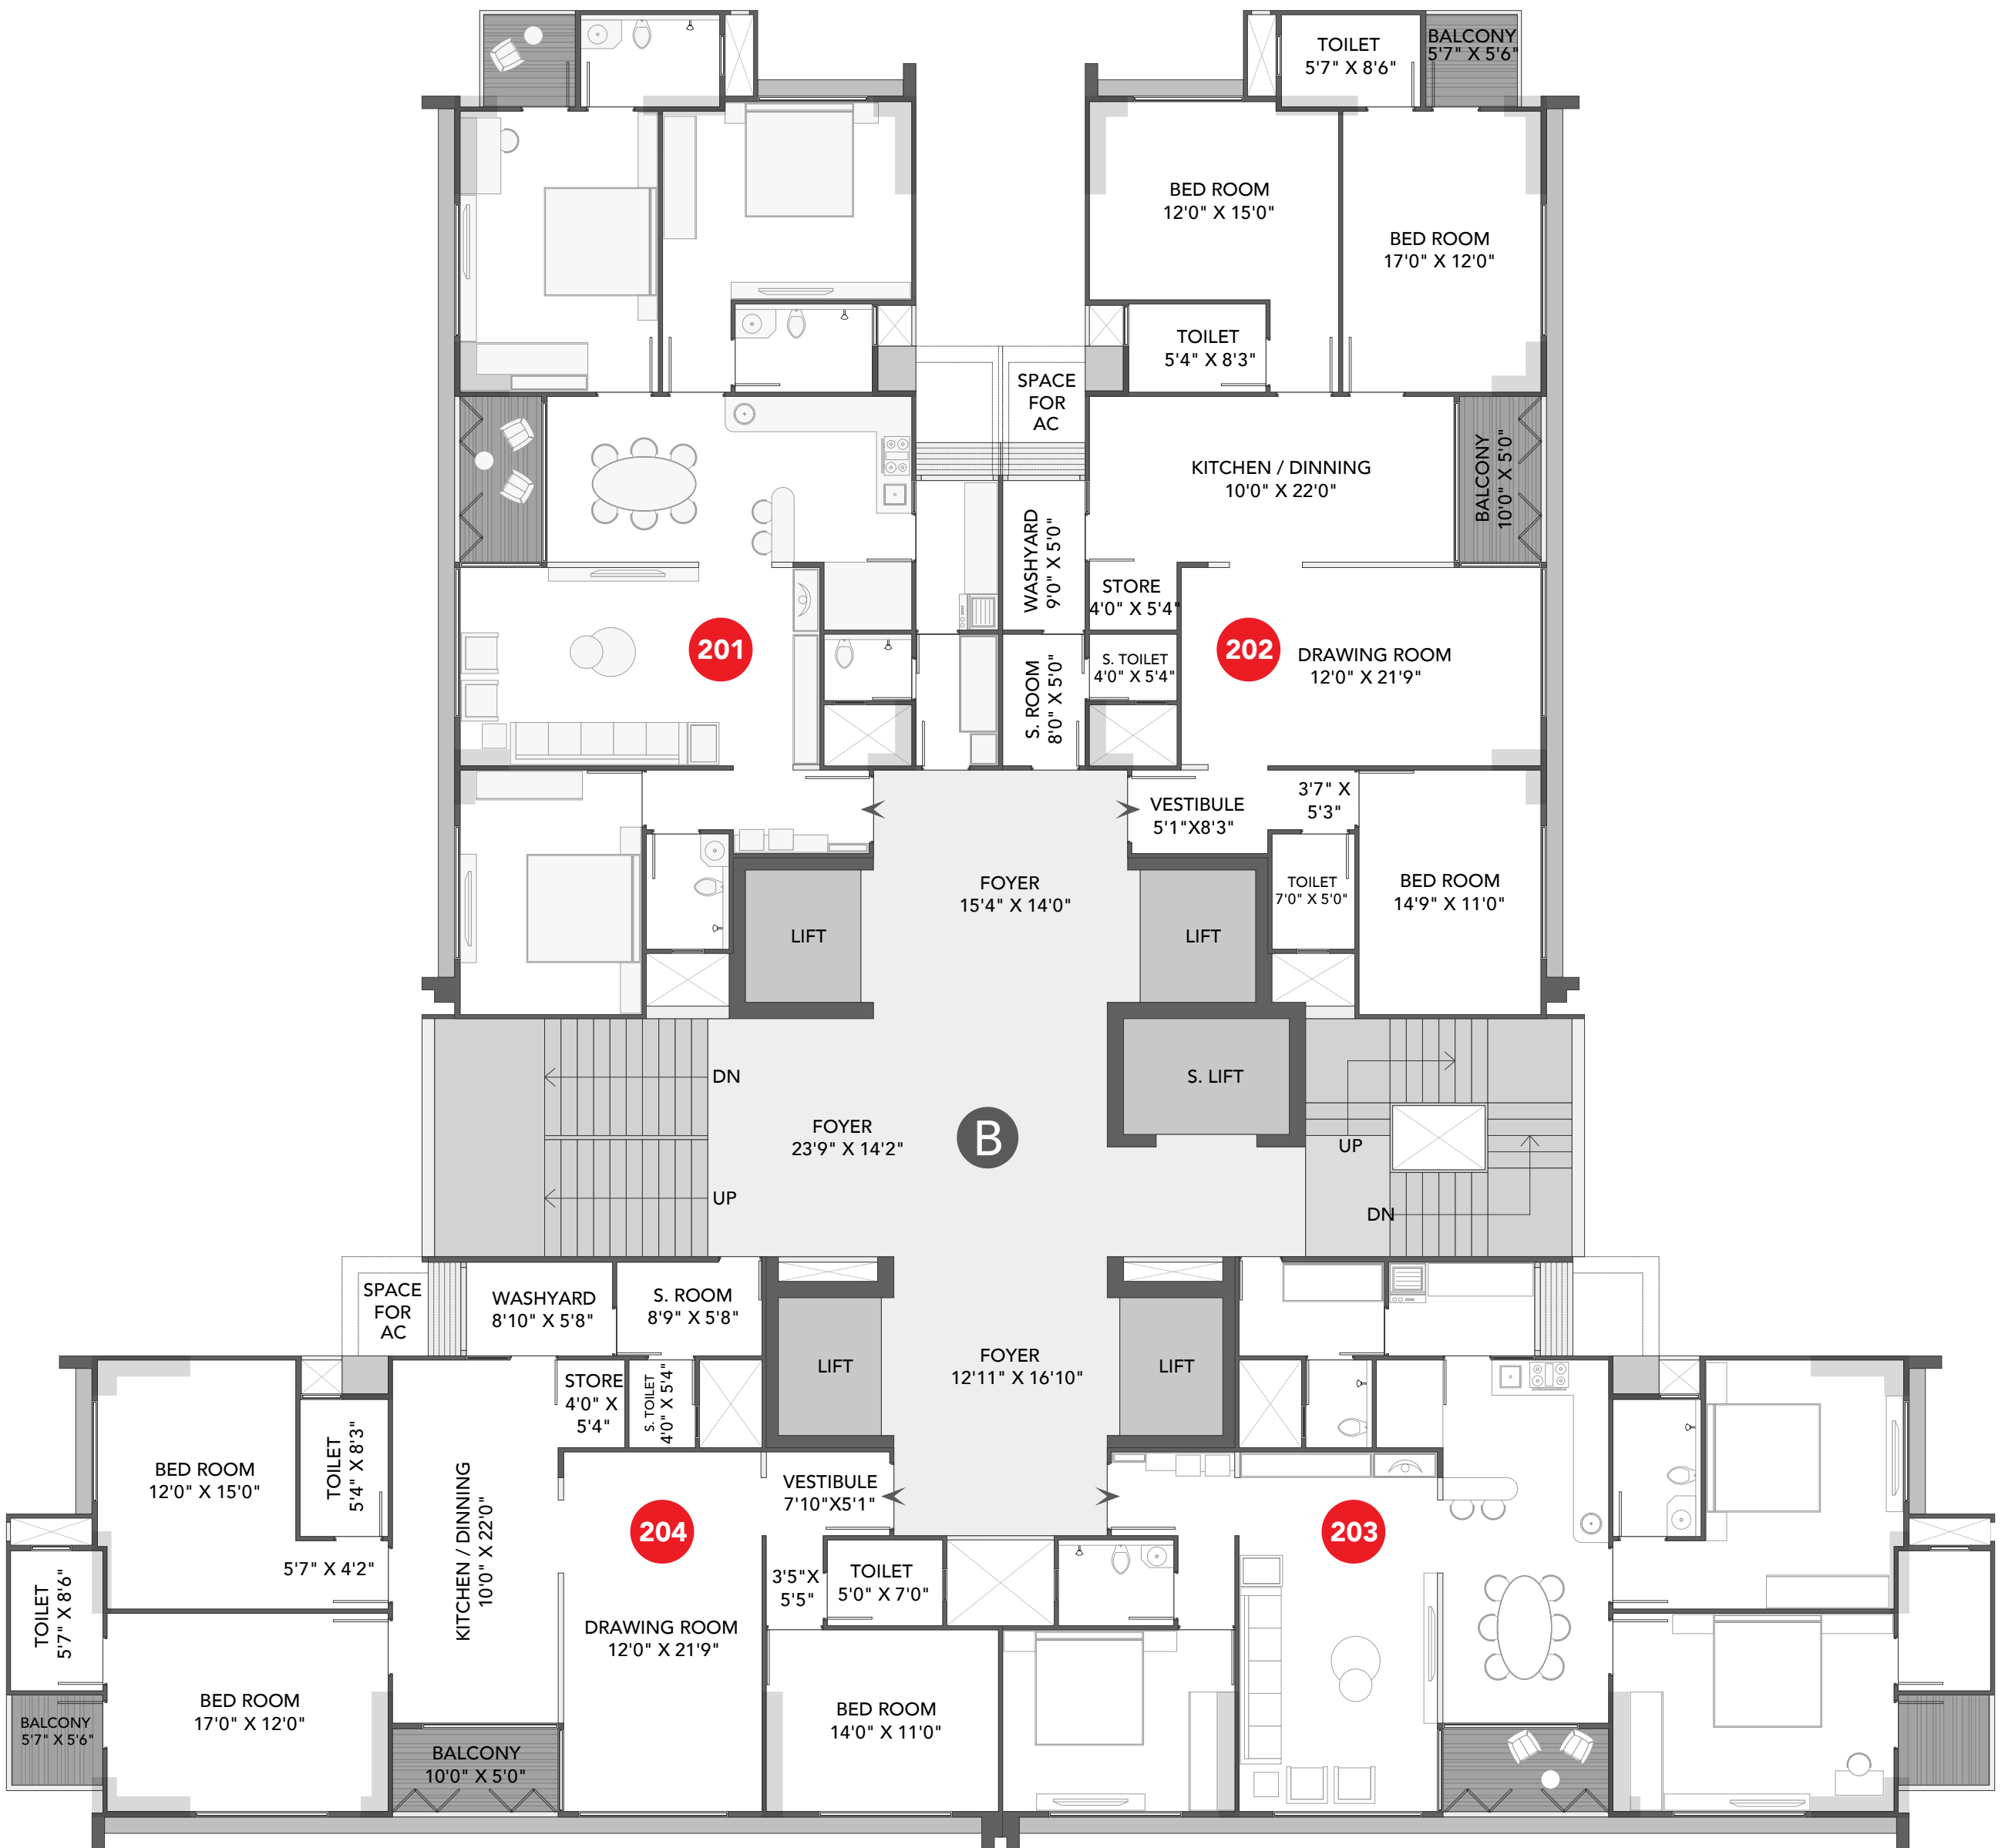 TOILET
5'7" X 8'6"
BALCONY
5'7" X 5'6"
BED ROOM
12'0" X 15'0"
BED ROOM
17'0" X 12'0"
TOILET
5'4" X 8'3"
SPACE
FOR
AC
KITCHEN / DINNING
10'0" X 22'0"
BALCONY
10'0" X 5'0"
WASHYARD
9'0" X 5'0"
STORE
4'0" X 5'4"
201
202
S. ROOM
8'0" X 5'0"
S. TOILET
4'0" X 5'4"
DRAWING ROOM
12'0" X 21'9"
VESTIBULE
5'1"X8'3"
3'7" X
5'3"
FOYER
15'4" X 14'0"
TOILET
7'0" X 5'0"
BED ROOM
14'9" X 11'0"
LIFT
LIFT
DN
S. LIFT
FOYER
23'9" X 14'2"
B
UP
UP
DN
SPACE
FOR
AC
WASHYARD
8'10" X 5'8"
S. ROOM
8'9" X 5'8"
LIFT
FOYER
12'11" X 16'10"
LIFT
STORE
4'0" X
5'4"
S. TOILET
4'0" X 5'4"
BED ROOM
12'0" X 15'0"
TOILET
5'4" X 8'3"
KITCHEN / DINNING
10'0" X 22'0"
VESTIBULE
7'10"X5'1"
204
203
5'7" X 4'2"
TOILET
5'7" X 8'6"
3'5"X
5'5"
TOILET
5'0" X 7'0"
DRAWING ROOM
12'0" X 21'9"
BED ROOM
17'0" X 12'0"
BED ROOM
14'0" X 11'0"
BALCONY
5'7" X 5'6"
BALCONY
10'0" X 5'0"